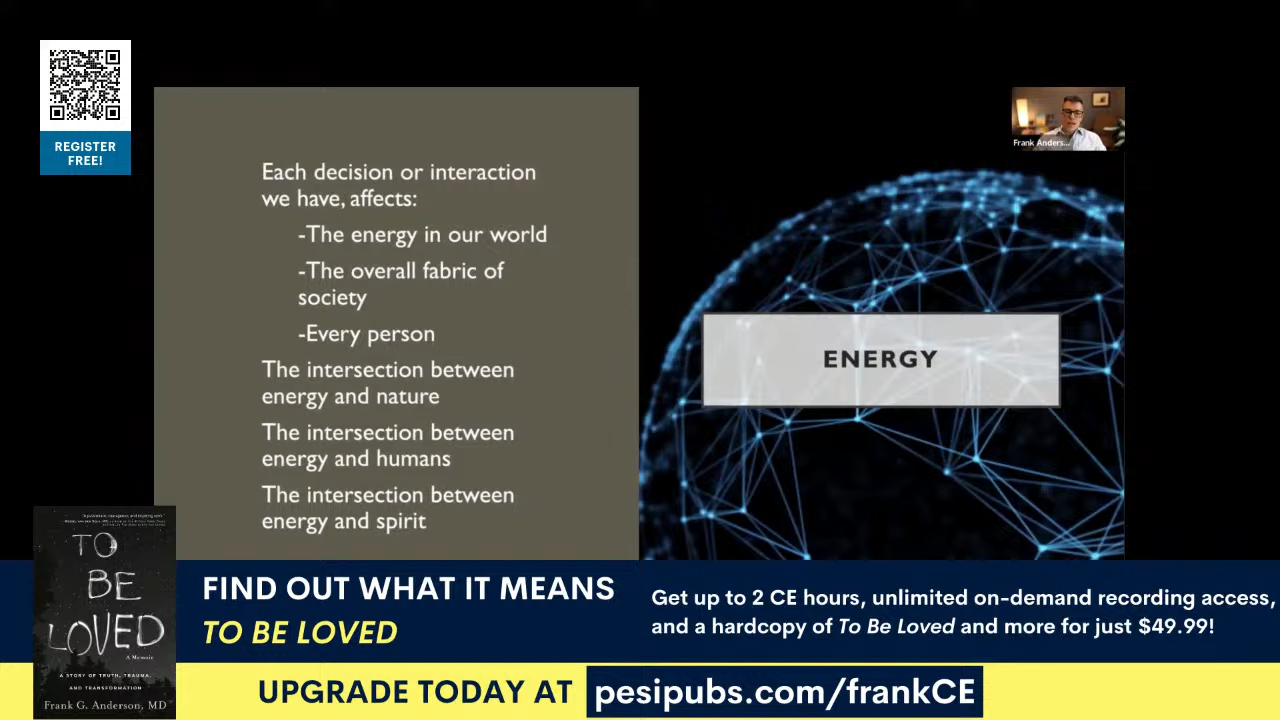 REGISTER
FREE!
Frank Anders...
Each decision or interaction
we have, affects:
-The energy in our world
-The overall fabric of
society
-Every person
The intersection between
energy and nature
The intersection between
energy and humans
The intersection between
energy and spirit
ENERGY
TO
BE
LOVED
A Memoir
A STORY OF TRUTH, TRAUMA,
AND TRANSFORMATION
Frank G. Anderson, MD
FIND OUT WHAT IT MEANS
TO BE LOVED
Get up to 2 CE hours, unlimited on-demand recording access,
and a hardcopy of To Be Loved and more for just $49.99!
UPGRADE TODAY AT pesipubs.com/frankCE